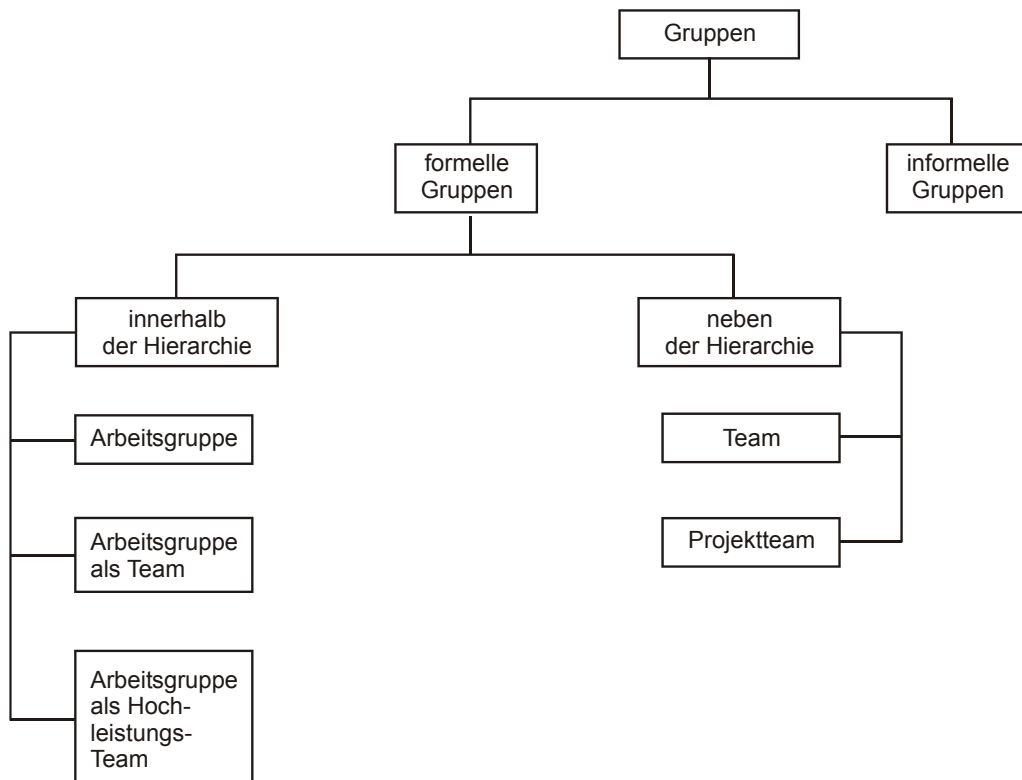 Gruppen
formelle
Gruppen
informelle
Gruppen
innerhalb
der Hierarchie
neben
der Hierarchie
Arbeitsgruppe
Team
Arbeitsgruppe
als Team
Projektteam
Arbeitsgruppe
als Hoch-
leistungs-
Team